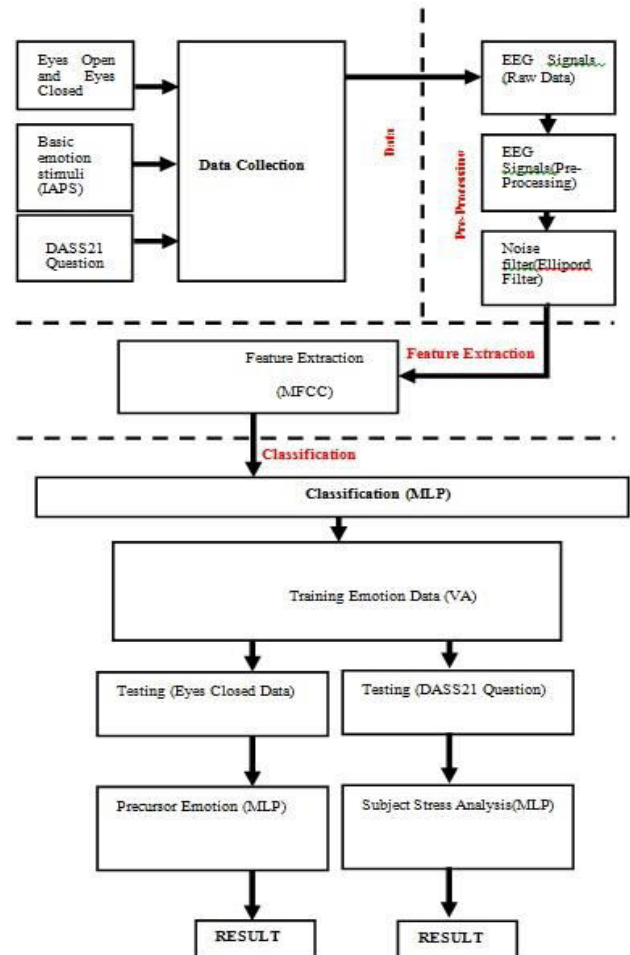 Eyes Open
and Eyes
Closed
Basic
emotion
stimuli
(IAPS)
DASS21
Question
Data Collection
Data
Pre-Processing
EEG Signals
(Raw Data)
EEG
Signals(Pre-
Processing)
Noise
filter(Ellipord
Filter)
Feature Extraction
Feature Extraction
(MFCC)
Classification
Classification (MLP)
Training Emotion Data (VA)
Testing (Eyes Closed Data)
Testing (DASS21 Question)
Precursor Emotion (MLP)
Subject Stress Analysis(MLP)
RESULT
RESULT